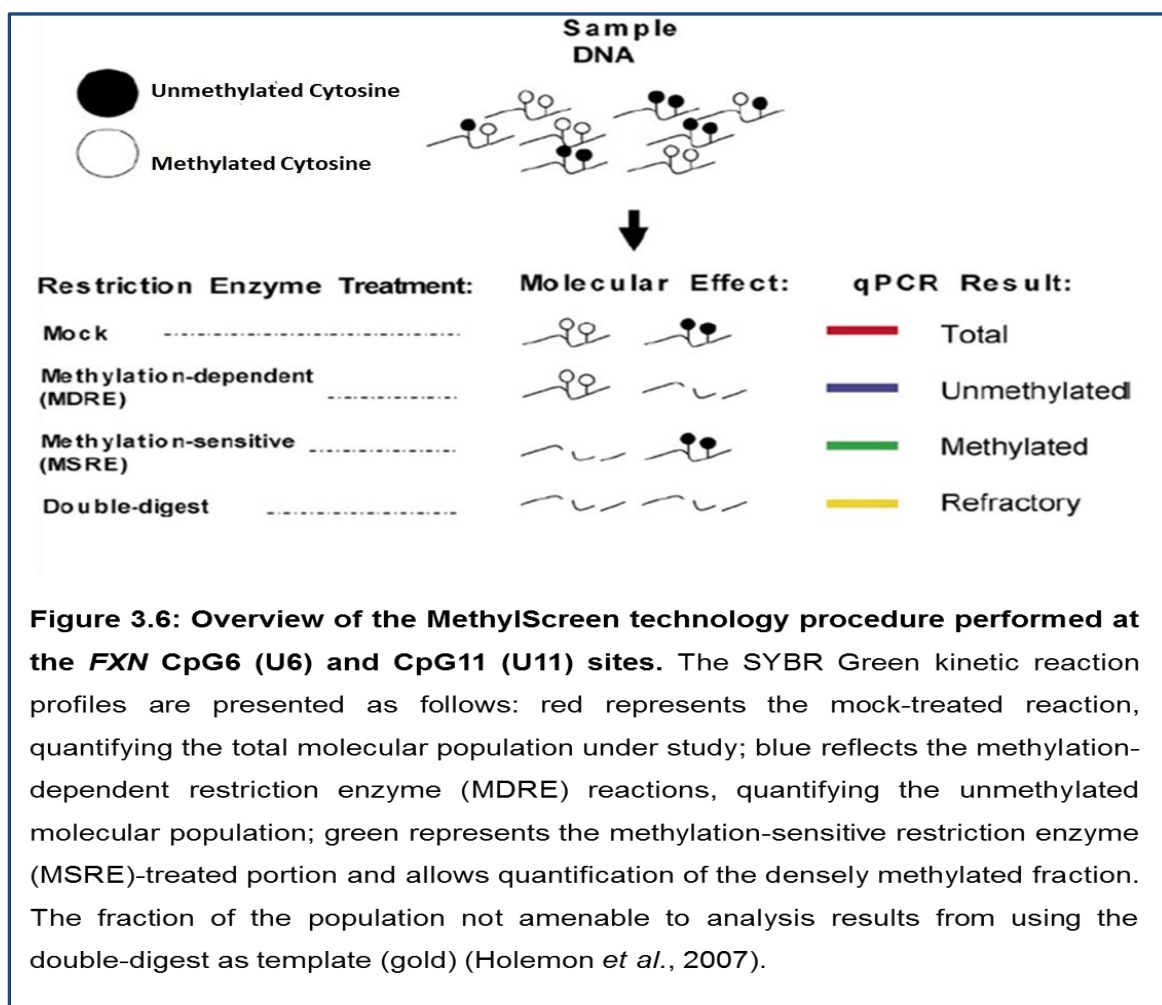 Sample
DNA
Unmethylated Cytosine
Methylated Cytosine
Restriction Enzyme Treatment: Molecular Effect: qPCR Result:
Mock Total
Methylation-dependent
(MDRE) Unmethylated
Methylation-sensitive
(MSRE) Methylated
Double-digest Refractory
Figure 3.6: Overview of the MethylScreen technology procedure performed at
the FXN CpG6 (U6) and CpG11 (U11) sites. The SYBR Green kinetic reaction
profiles are presented as follows: red represents the mock-treated reaction,
quantifying the total molecular population under study; blue reflects the methylation-
dependent restriction enzyme (MDRE) reactions, quantifying the unmethylated
molecular population; green represents the methylation-sensitive restriction enzyme
(MSRE)-treated portion and allows quantification of the densely methylated fraction.
The fraction of the population not amenable to analysis results from using the
double-digest as template (gold) (Holemon et al., 2007).